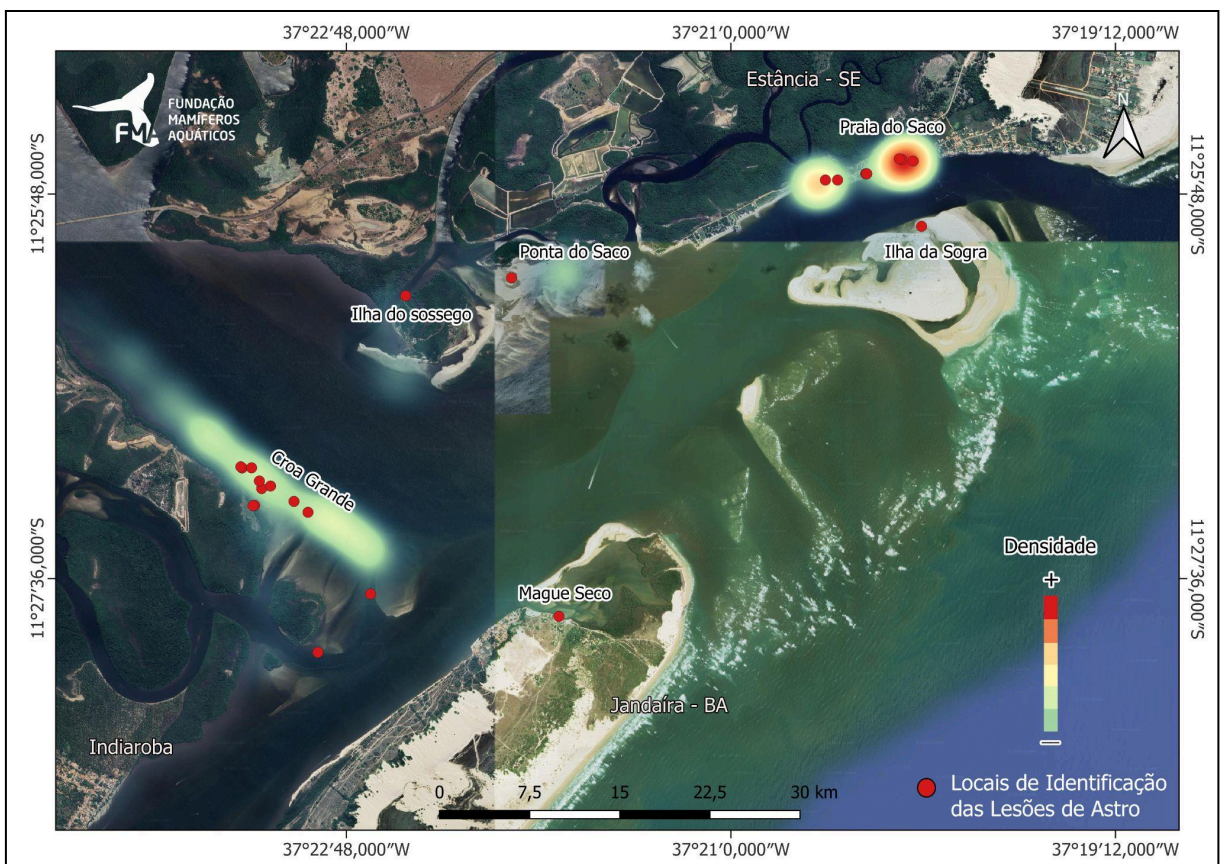 37°22′48,000″W
37°21′0,000″W
37°19′12,000″W
FUNDAÇÃO
MAMÍFEROS
AQUÁTICOS
FMA
Estância - SE
N
Praia do Saco
11°25′48,000″S
11°25′48,000″S
Ponta do Saco
Ilha da Sogra
Ilha do sossego
Croa Grande
11°27′36,000″S
11°27′36,000″S
Densidade
+
Mague Seco
Jandaíra - BA
—
Indiaroba
0 7,5 15 22,5 30 km
Locais de Identificação
das Lesões de Astro
37°22′48,000″W
37°21′0,000″W
37°19′12,000″W